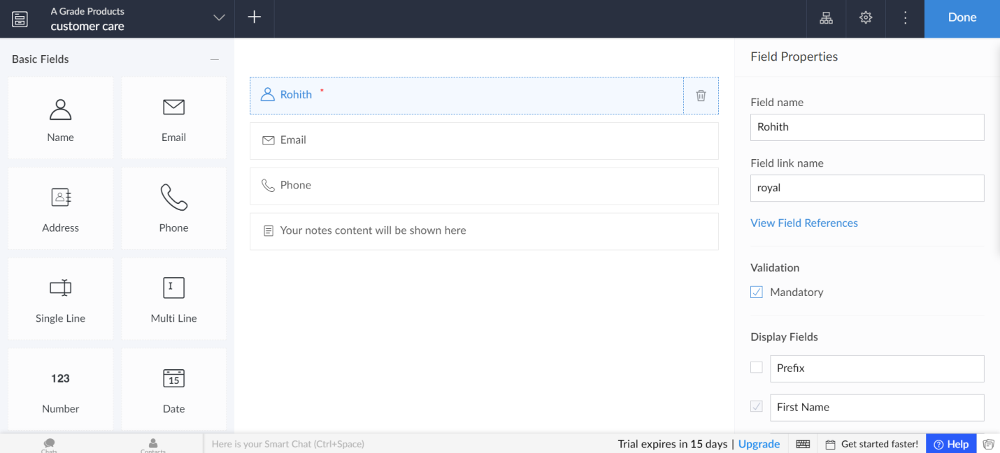 A Grade Products
customer care
Done
Basic Fields
Name
Email
Address
Phone
Single Line
Multi Line
123
Number
15
Date
Rohith *
Email
Phone
Your notes content will be shown here
Field Properties
Field name
Rohith
Field link name
royal
View Field References
Validation
Mandatory
Display Fields
Prefix
First Name
Chats
Contacts
Here is your Smart Chat (Ctrl+Space)
Trial expires in 15 days | Upgrade
Get started faster!
Help